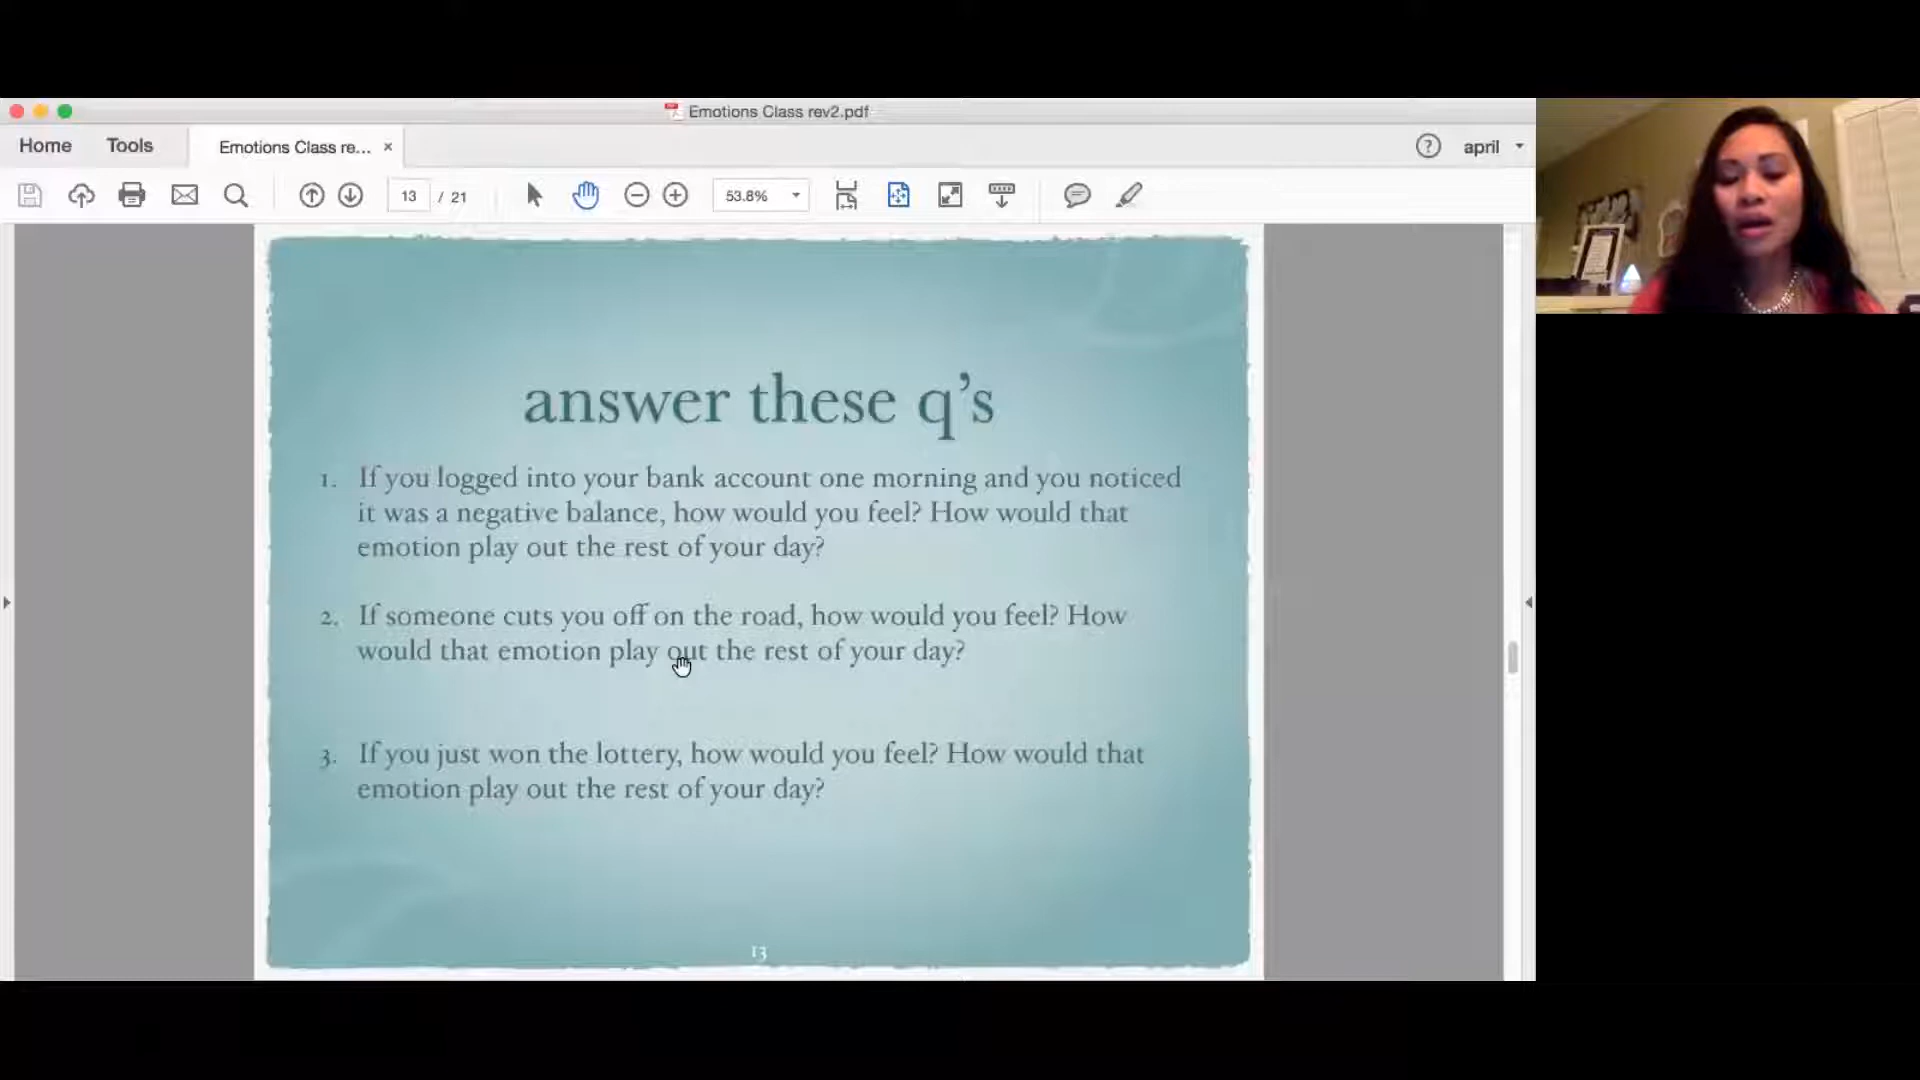 Emotions Class rev2.pdf
Home Tools Emotions Class re... × ? april
13 / 21 53.8%
answer these q's
1. If you logged into your bank account one morning and you noticed
it was a negative balance, how would you feel? How would that
emotion play out the rest of your day?
2. If someone cuts you off on the road, how would you feel? How
would that emotion play out the rest of your day?
3. If you just won the lottery, how would you feel? How would that
emotion play out the rest of your day?
13